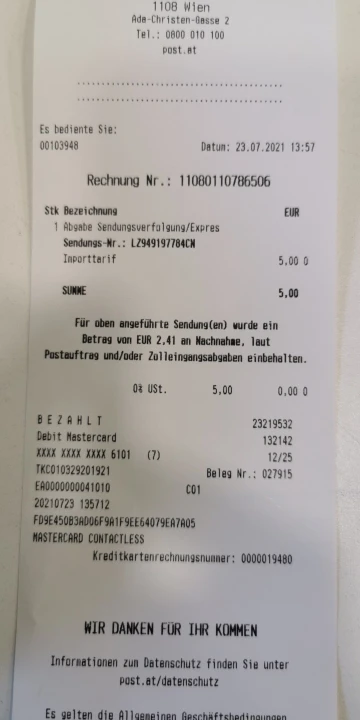 1108 Wien
Ada-Christen-Gasse 2
Tel.: 0800 010 100
post.at
Es bediente Sie:
00103948 Datum: 23.07.2021 13:57
Rechnung Nr.: 11080110786506
Stk Bezeichnung EUR
1 Abgabe Sendungsverfolgung/Expres
Sendungs-Nr.: LZ949197784CN
Importtarif 5,00 0
SUMME 5,00
Für oben angeführte Sendung(en) wurde ein
Betrag von EUR 2,41 an Nachnahme, laut
Postauftrag und/oder Zolleingangsabgaben einbehalten.
0% USt. 5,00 0,00 0
BEZAHLT 23219532
Debit Mastercard 132142
XXXX XXXX XXXX 6101 (7) 12/25
TKC010329201921 Beleg Nr.: 027915
EA0000000041010 C01
20210723 135712
FD9E450B3AD06F9A1F9EE64079EA7A05
MASTERCARD CONTACTLESS
Kreditkartenrechnungsnummer: 0000019480
WIR DANKEN FÜR IHR KOMMEN
Informationen zum Datenschutz finden Sie unter
post.at/datenschutz
Es gelten die Allgemeinen Geschäftsbedingungen